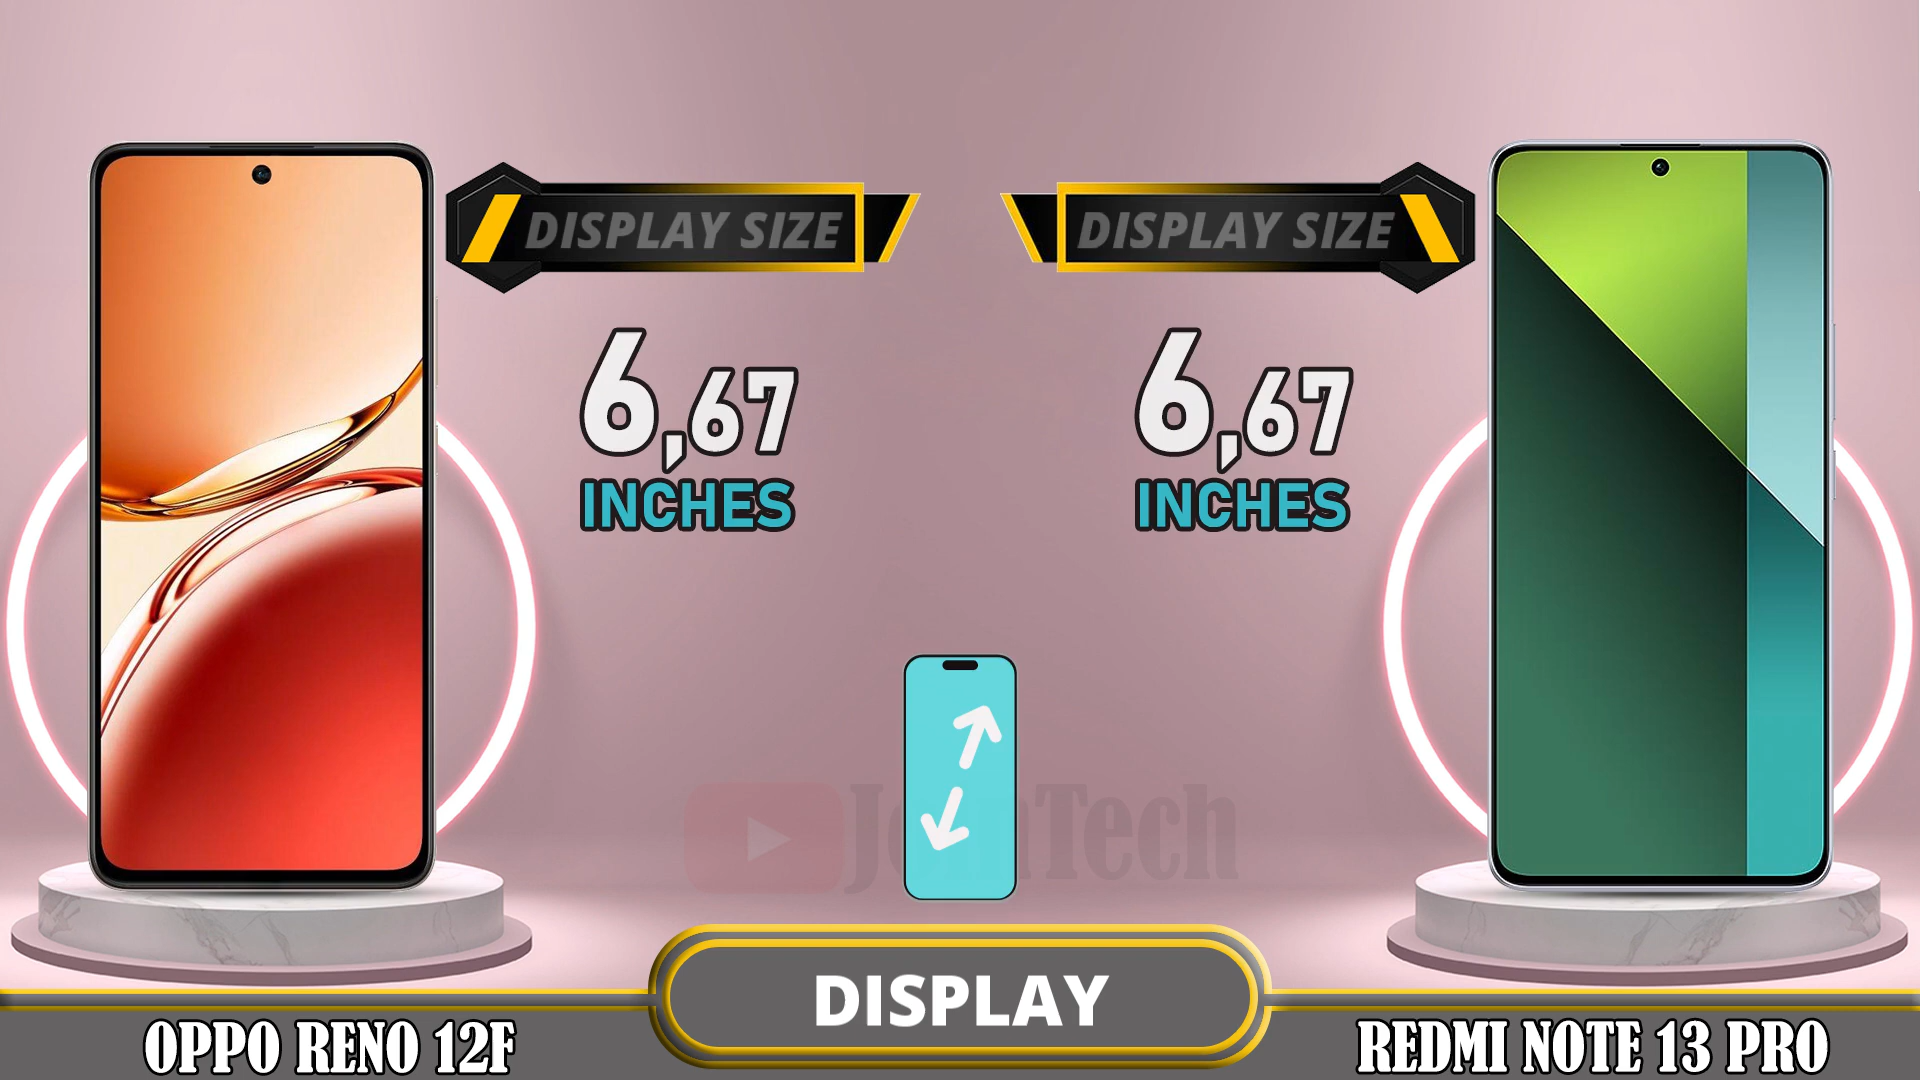 DISPLAY SIZE
DISPLAY SIZE
6,67
INCHES
6,67
INCHES
DISPLAY
OPPO RENO 12F
REDMI NOTE 13 PRO